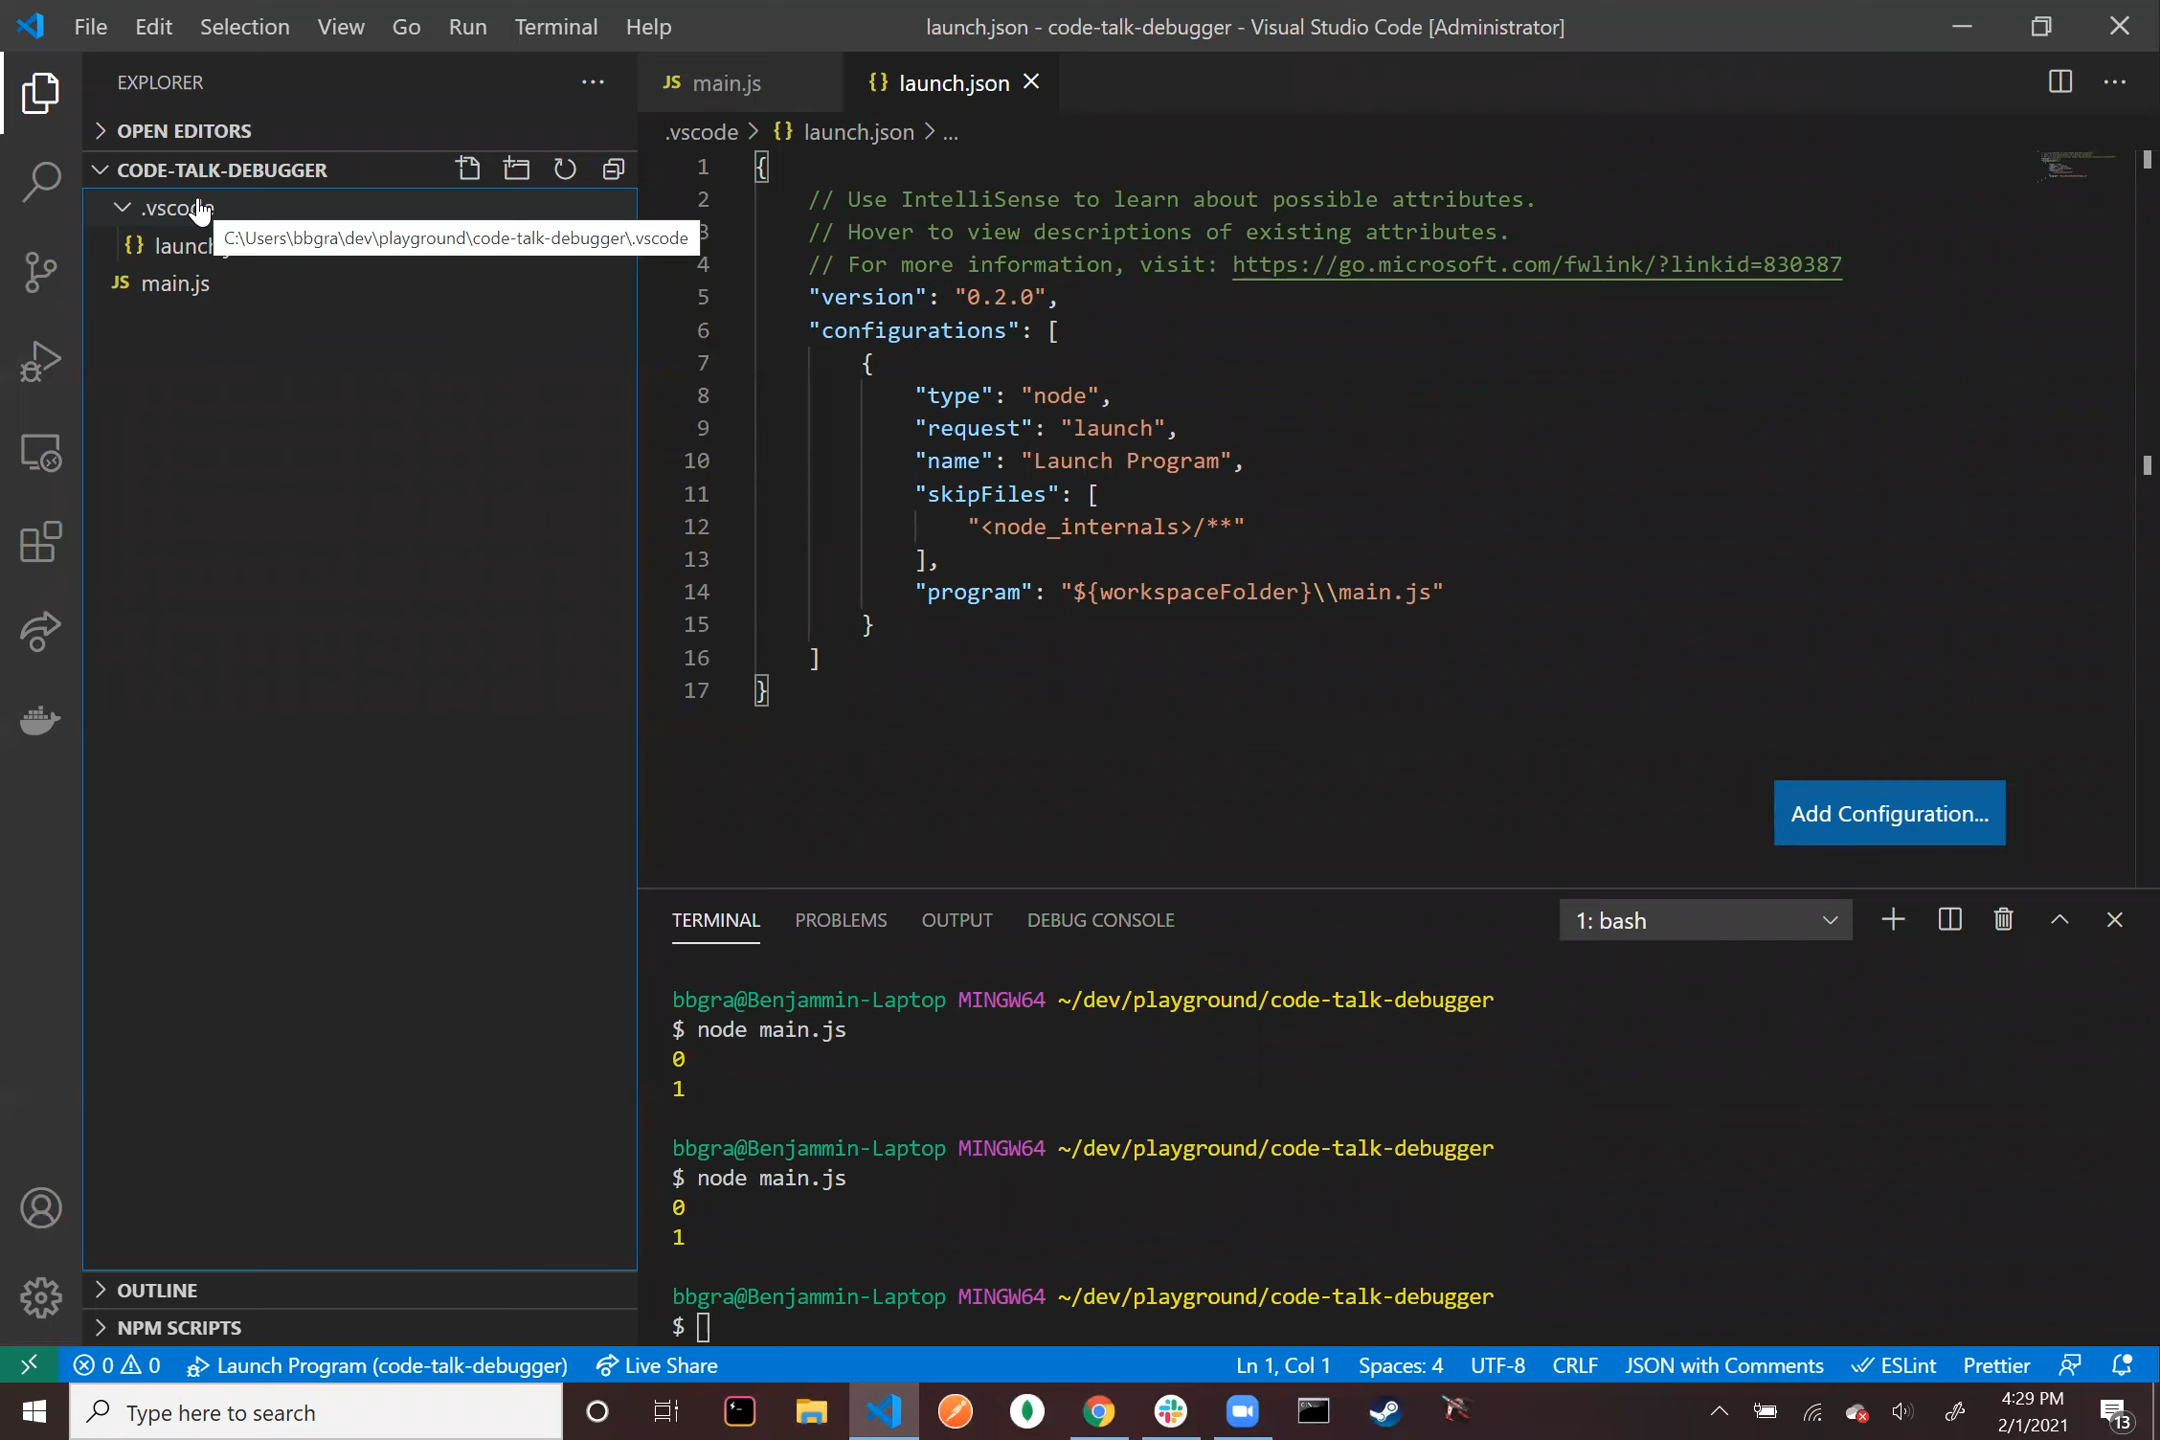 File Edit Selection View Go Run Terminal Help
launch.json - code-talk-debugger - Visual Studio Code [Administrator]
EXPLORER
OPEN EDITORS
CODE-TALK-DEBUGGER
.vscode
C:\Users\bbgra\dev\playground\code-talk-debugger\.vscode
{} launch
JS main.js
OUTLINE
NPM SCRIPTS
JS main.js
{} launch.json
.vscode > {} launch.json > ...
1 {
2 // Use IntelliSense to learn about possible attributes.
3 // Hover to view descriptions of existing attributes.
4 // For more information, visit: https://go.microsoft.com/fwlink/?linkid=830387
5 "version": "0.2.0",
6 "configurations": [
7 {
8 "type": "node",
9 "request": "launch",
10 "name": "Launch Program",
11 "skipFiles": [
12 "<node_internals>/**"
13 ],
14 "program": "${workspaceFolder}\\main.js"
15 }
16 ]
17 }
Add Configuration...
TERMINAL PROBLEMS OUTPUT DEBUG CONSOLE
1: bash
bbgra@Benjammin-Laptop MINGW64 ~/dev/playground/code-talk-debugger
$ node main.js
0
1
bbgra@Benjammin-Laptop MINGW64 ~/dev/playground/code-talk-debugger
$ node main.js
0
1
bbgra@Benjammin-Laptop MINGW64 ~/dev/playground/code-talk-debugger
$
0 0 Launch Program (code-talk-debugger) Live Share
Ln 1, Col 1 Spaces: 4 UTF-8 CRLF JSON with Comments ESLint Prettier
Type here to search
4:29 PM
2/1/2021
13